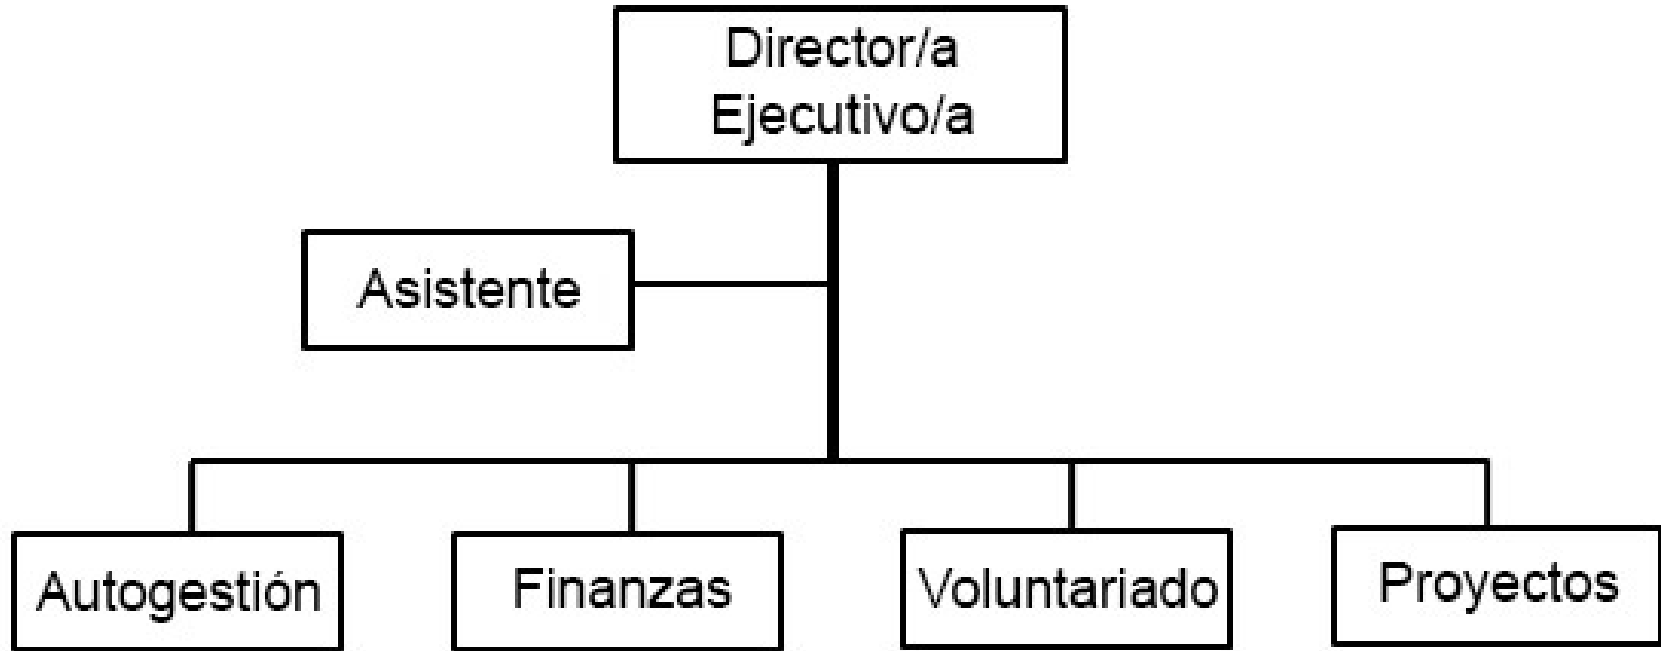 Director/a
Ejecutivo/a
Asistente
Autogestión
Finanzas
Voluntariado
Proyectos